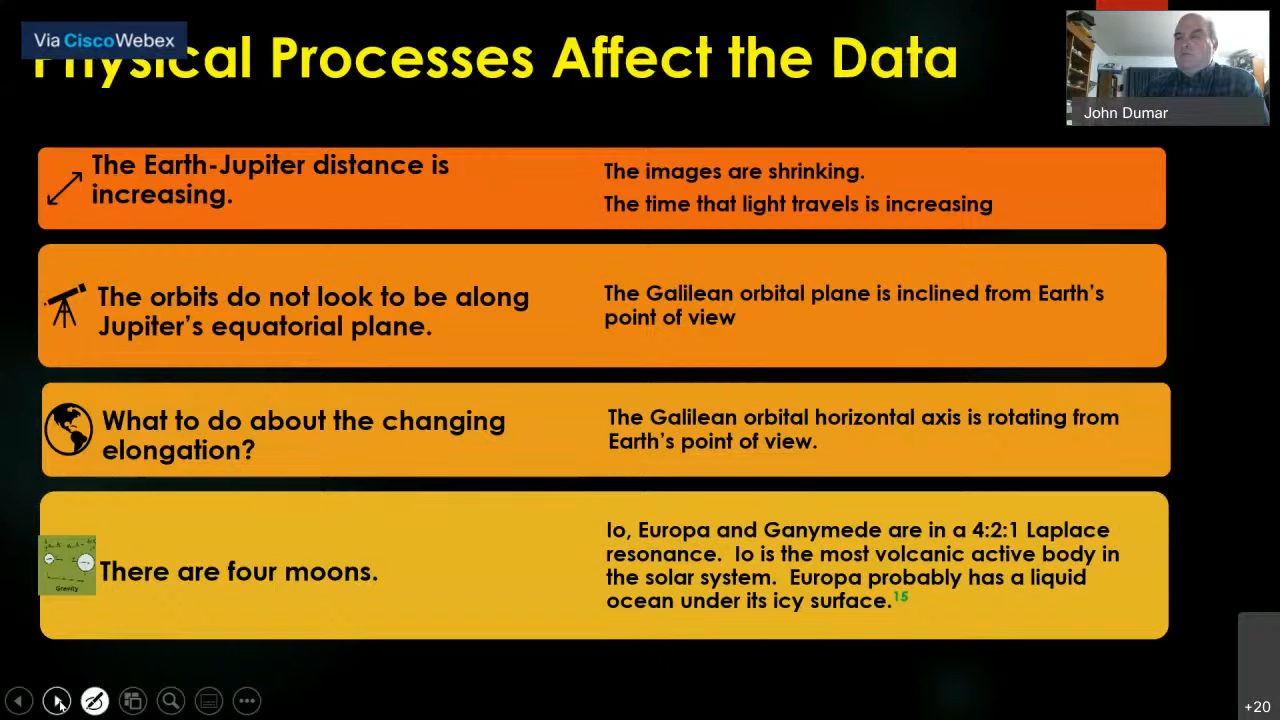 Via Cisco Webex
Physical Processes Affect the Data
John Dumar
The Earth-Jupiter distance is
increasing.
The images are shrinking.
The time that light travels is increasing
The orbits do not look to be along
Jupiter's equatorial plane.
The Galilean orbital plane is inclined from Earth's
point of view
What to do about the changing
elongation?
The Galilean orbital horizontal axis is rotating from
Earth's point of view.
Gravity
There are four moons.
Io, Europa and Ganymede are in a 4:2:1 Laplace
resonance. Io is the most volcanic active body in
the solar system. Europa probably has a liquid
ocean under its icy surface.15
+20